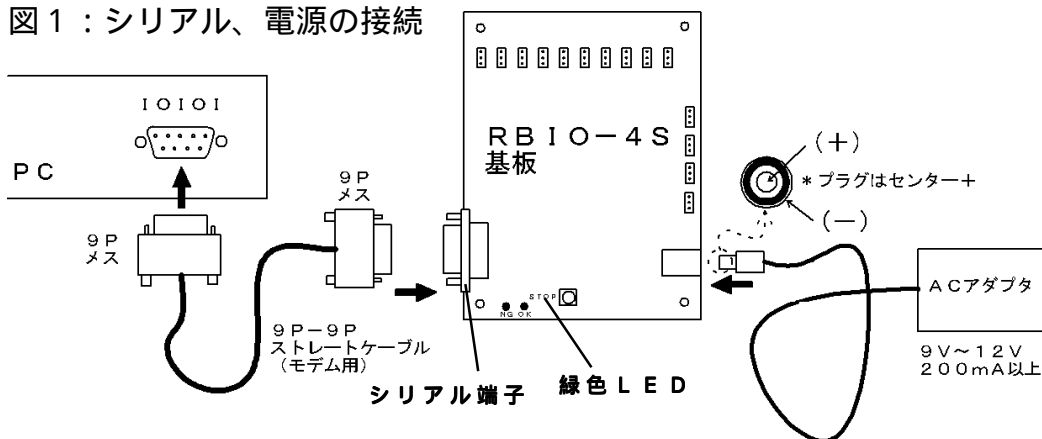 図1:シリアル、電源の接続
IOIOI
PC
9P
メス
9P
メス
9P-9P
ストレートケーブル
(モデム用)
シリアル端子
RBIO-4S
基板
STOP
NG OK
緑色LED
(+)
*プラグはセンター+
(-)
ACアダプタ
9V~12V
200mA以上